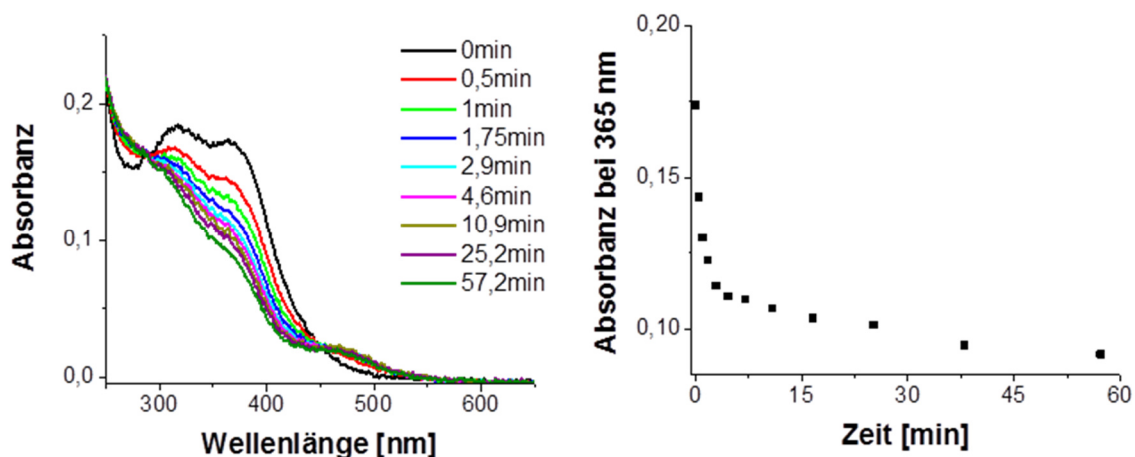 Absorbanz
0,2
0,1
0,0
300 400 500 600
Wellenlänge [nm]
0min
0,5min
1min
1,75min
2,9min
4,6min
10,9min
25,2min
57,2min
Absorbanz bei 365 nm
0,20
0,15
0,10
0 15 30 45 60
Zeit [min]